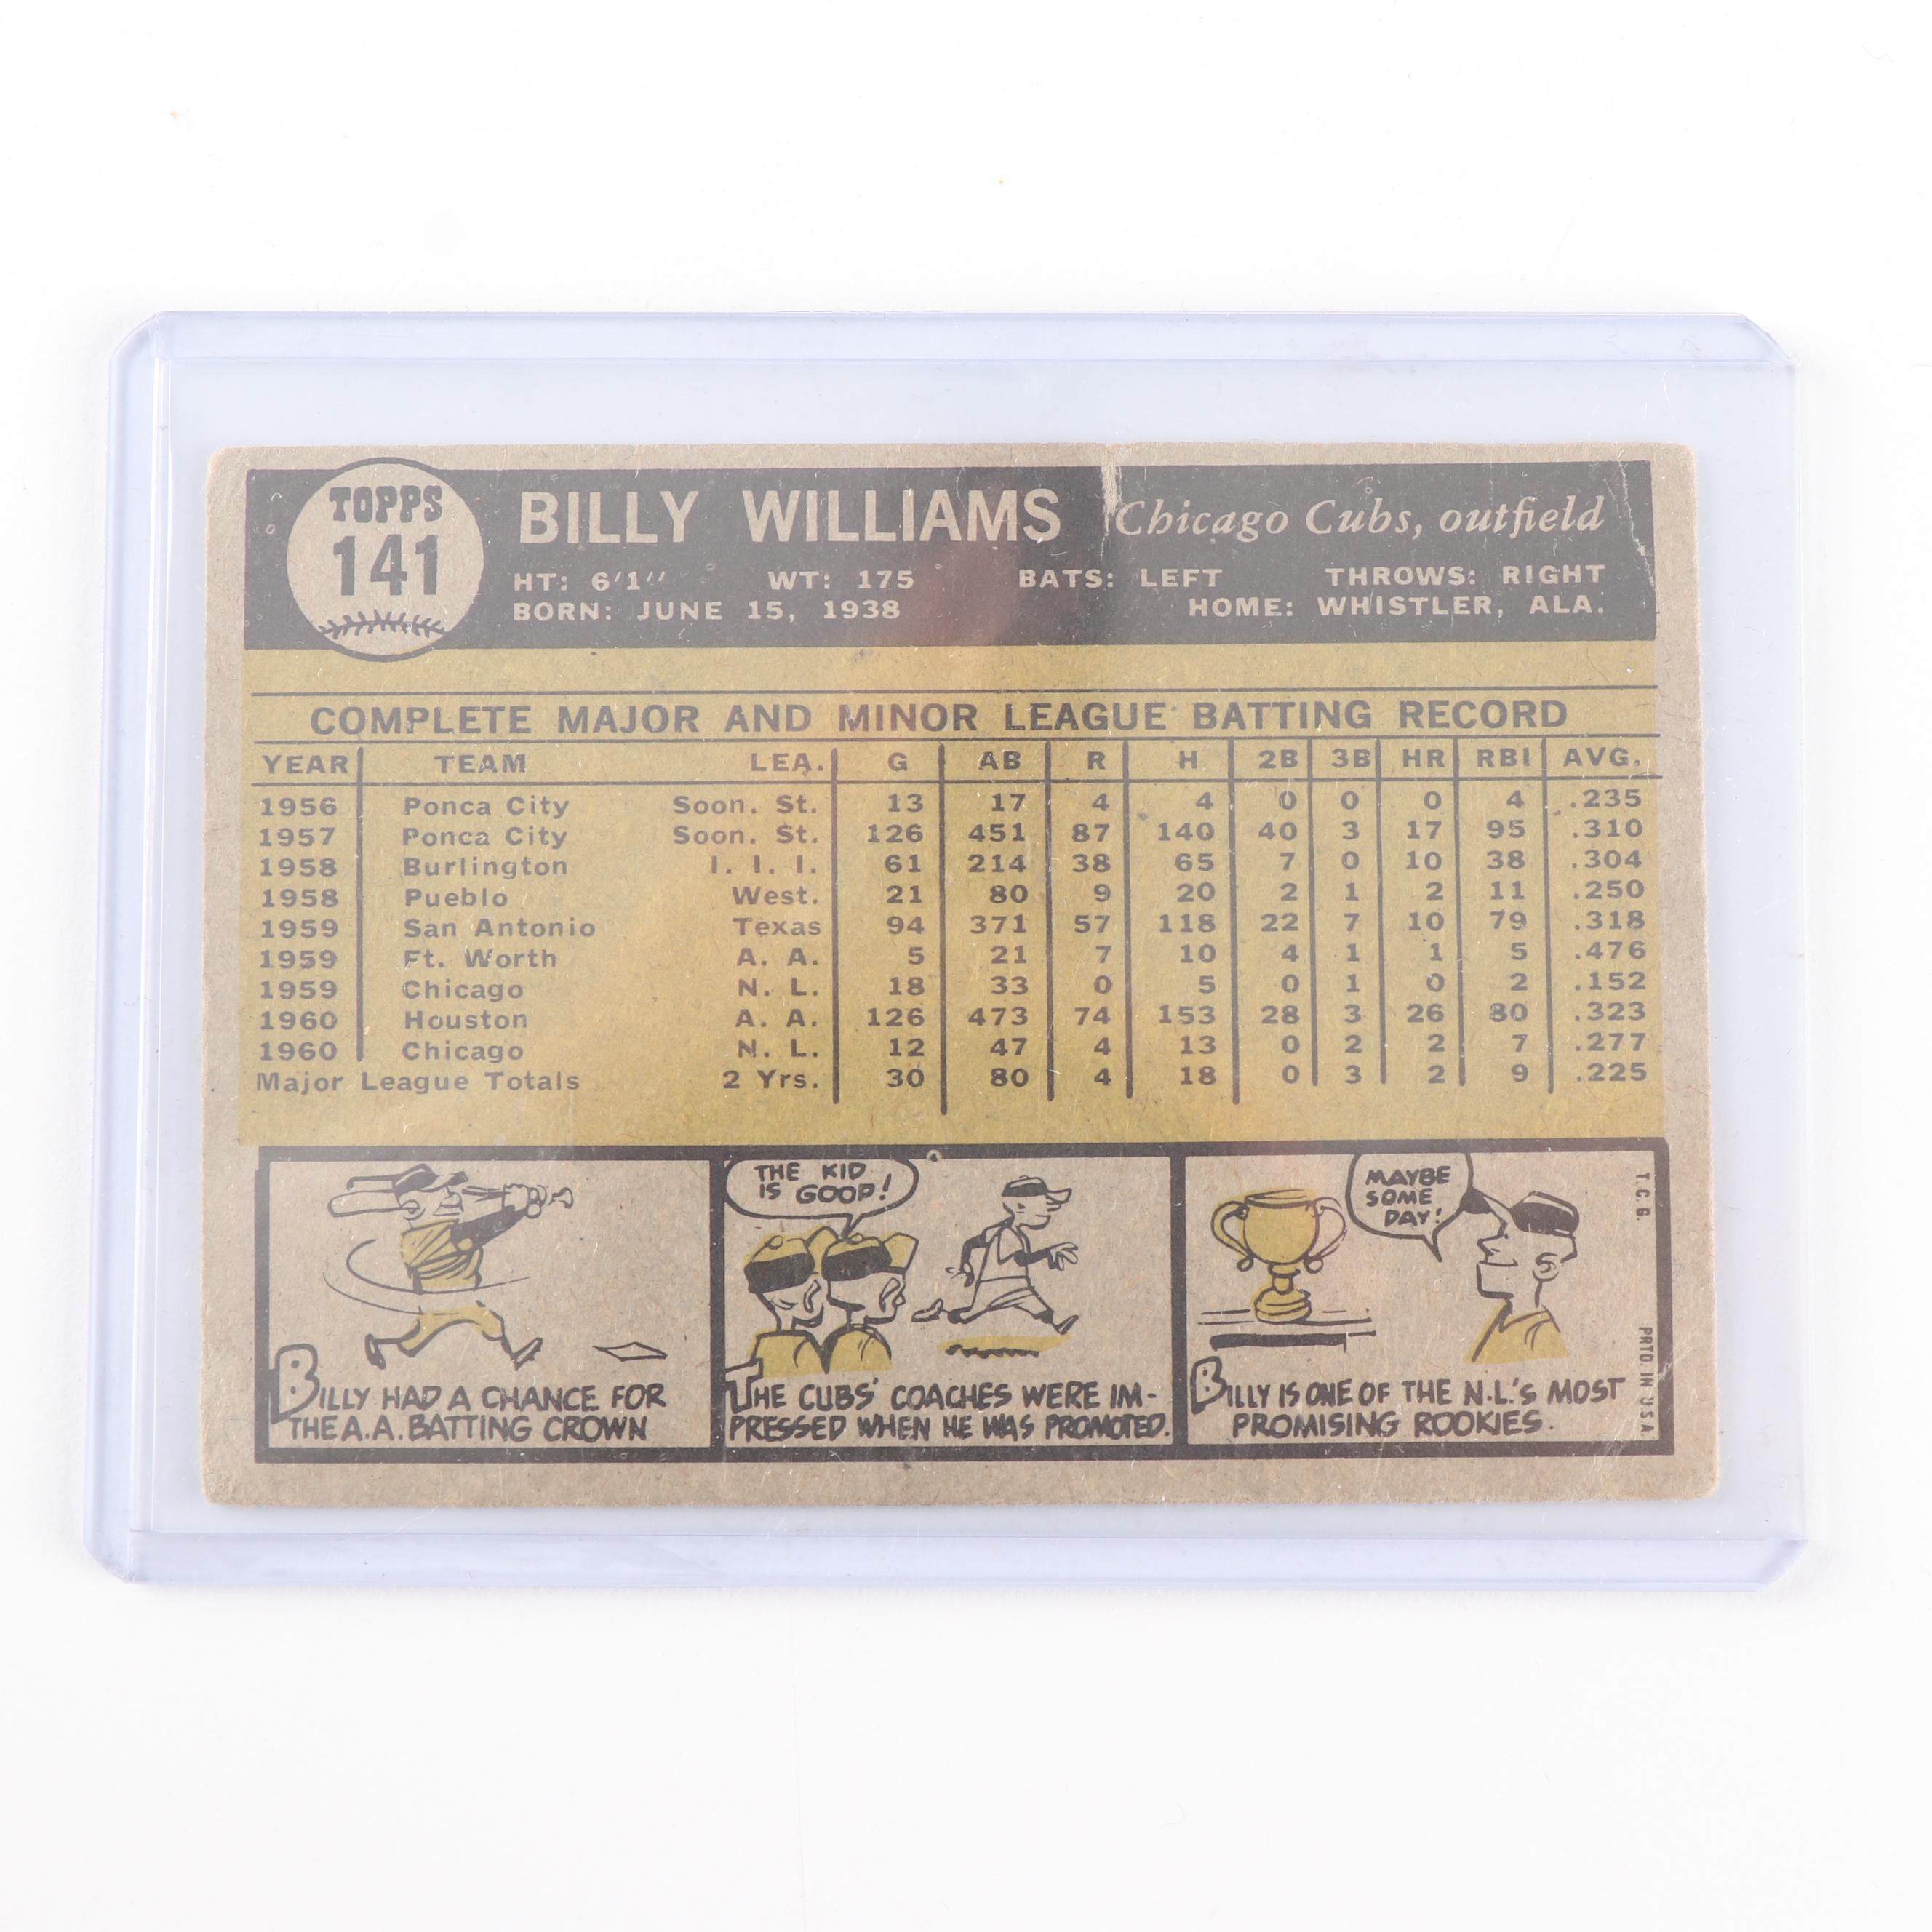 TOPPS
141
BILLY WILLIAMS Chicago Cubs, outfield
HT: 6'1" WT: 175 BATS: LEFT THROWS: RIGHT
BORN: JUNE 15, 1938 HOME: WHISTLER, ALA.
COMPLETE MAJOR AND MINOR LEAGUE BATTING RECORD
YEAR TEAM LEA. G AB R H 2B 3B HR RBI AVG.
1956 Ponca City Soon. St. 13 17 4 4 0 0 0 4 .235
1957 Ponca City Soon. St. 126 451 87 140 40 3 17 95 .310
1958 Burlington I. I. I. 61 214 38 65 7 0 10 38 .304
1958 Pueblo West. 21 80 9 20 2 1 2 11 .250
1959 San Antonio Texas 94 371 57 118 22 7 10 79 .318
1959 Ft. Worth A. A. 5 21 7 10 4 1 1 5 .476
1959 Chicago N. L. 18 33 0 5 0 1 0 2 .152
1960 Houston A. A. 126 473 74 153 28 3 26 80 .323
1960 Chicago N. L. 12 47 4 13 0 2 2 7 .277
Major League Totals 2 Yrs. 30 80 4 18 0 3 2 9 .225
BILLY HAD A CHANCE FOR
THE A.A. BATTING CROWN
THE KID
IS GOOD!
THE CUBS' COACHES WERE IM-
PRESSED WHEN HE WAS PROMOTED.
MAYBE
SOME
DAY!
BILLY IS ONE OF THE N.L.'S MOST
PROMISING ROOKIES.
T.C.G.
PRTD. IN U.S.A.